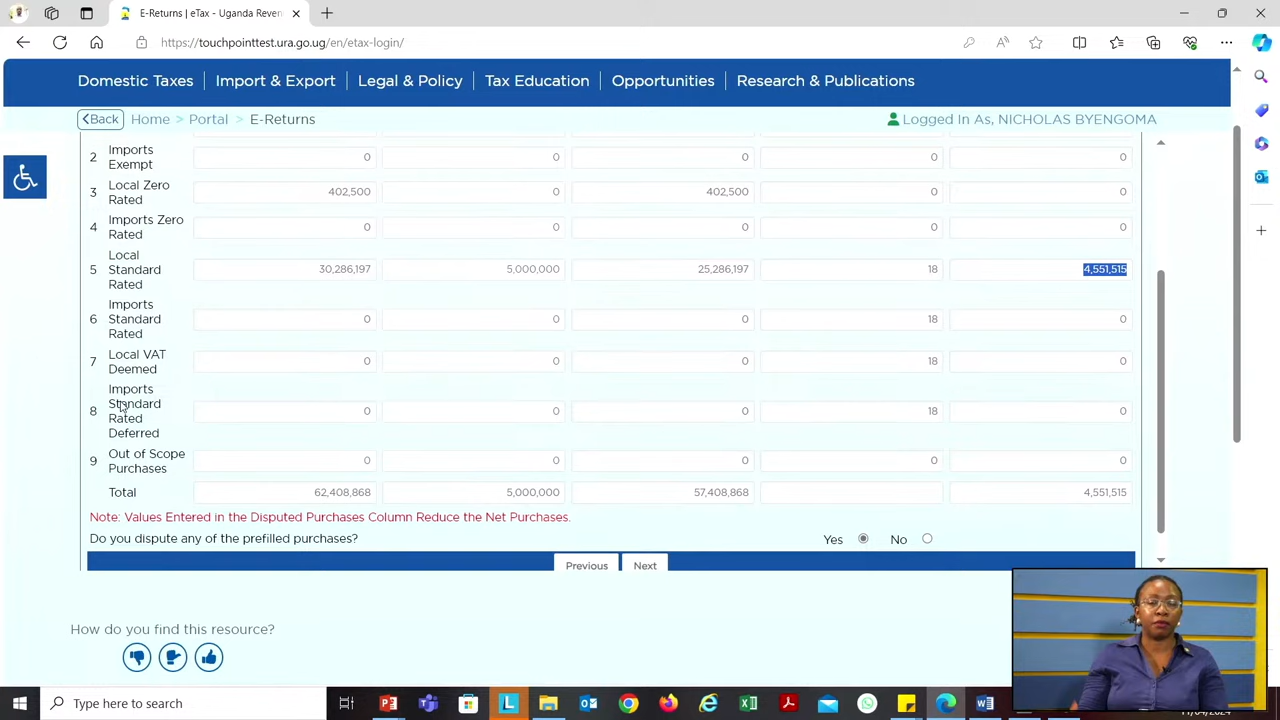 E-Returns | eTax - Uganda Reven
https://touchpointtest.ura.go.ug/en/etax-login/
Domestic Taxes | Import & Export | Legal & Policy | Tax Education | Opportunities | Research & Publications
Back Home > Portal > E-Returns Logged In As, NICHOLAS BYENGOMA
2 Imports Exempt 0 0 0 0 0
3 Local Zero Rated 402,500 0 402,500 0 0
4 Imports Zero Rated 0 0 0 0 0
5 Local Standard Rated 30,286,197 5,000,000 25,286,197 18 4,551,515
6 Imports Standard Rated 0 0 0 18 0
7 Local VAT Deemed 0 0 0 18 0
8 Imports Standard Rated Deferred 0 0 0 18 0
9 Out of Scope Purchases 0 0 0 0 0
Total 62,408,868 5,000,000 57,408,868 4,551,515
Note: Values Entered in the Disputed Purchases Column Reduce the Net Purchases.
Do you dispute any of the prefilled purchases? Yes No
Previous Next
How do you find this resource?
Type here to search